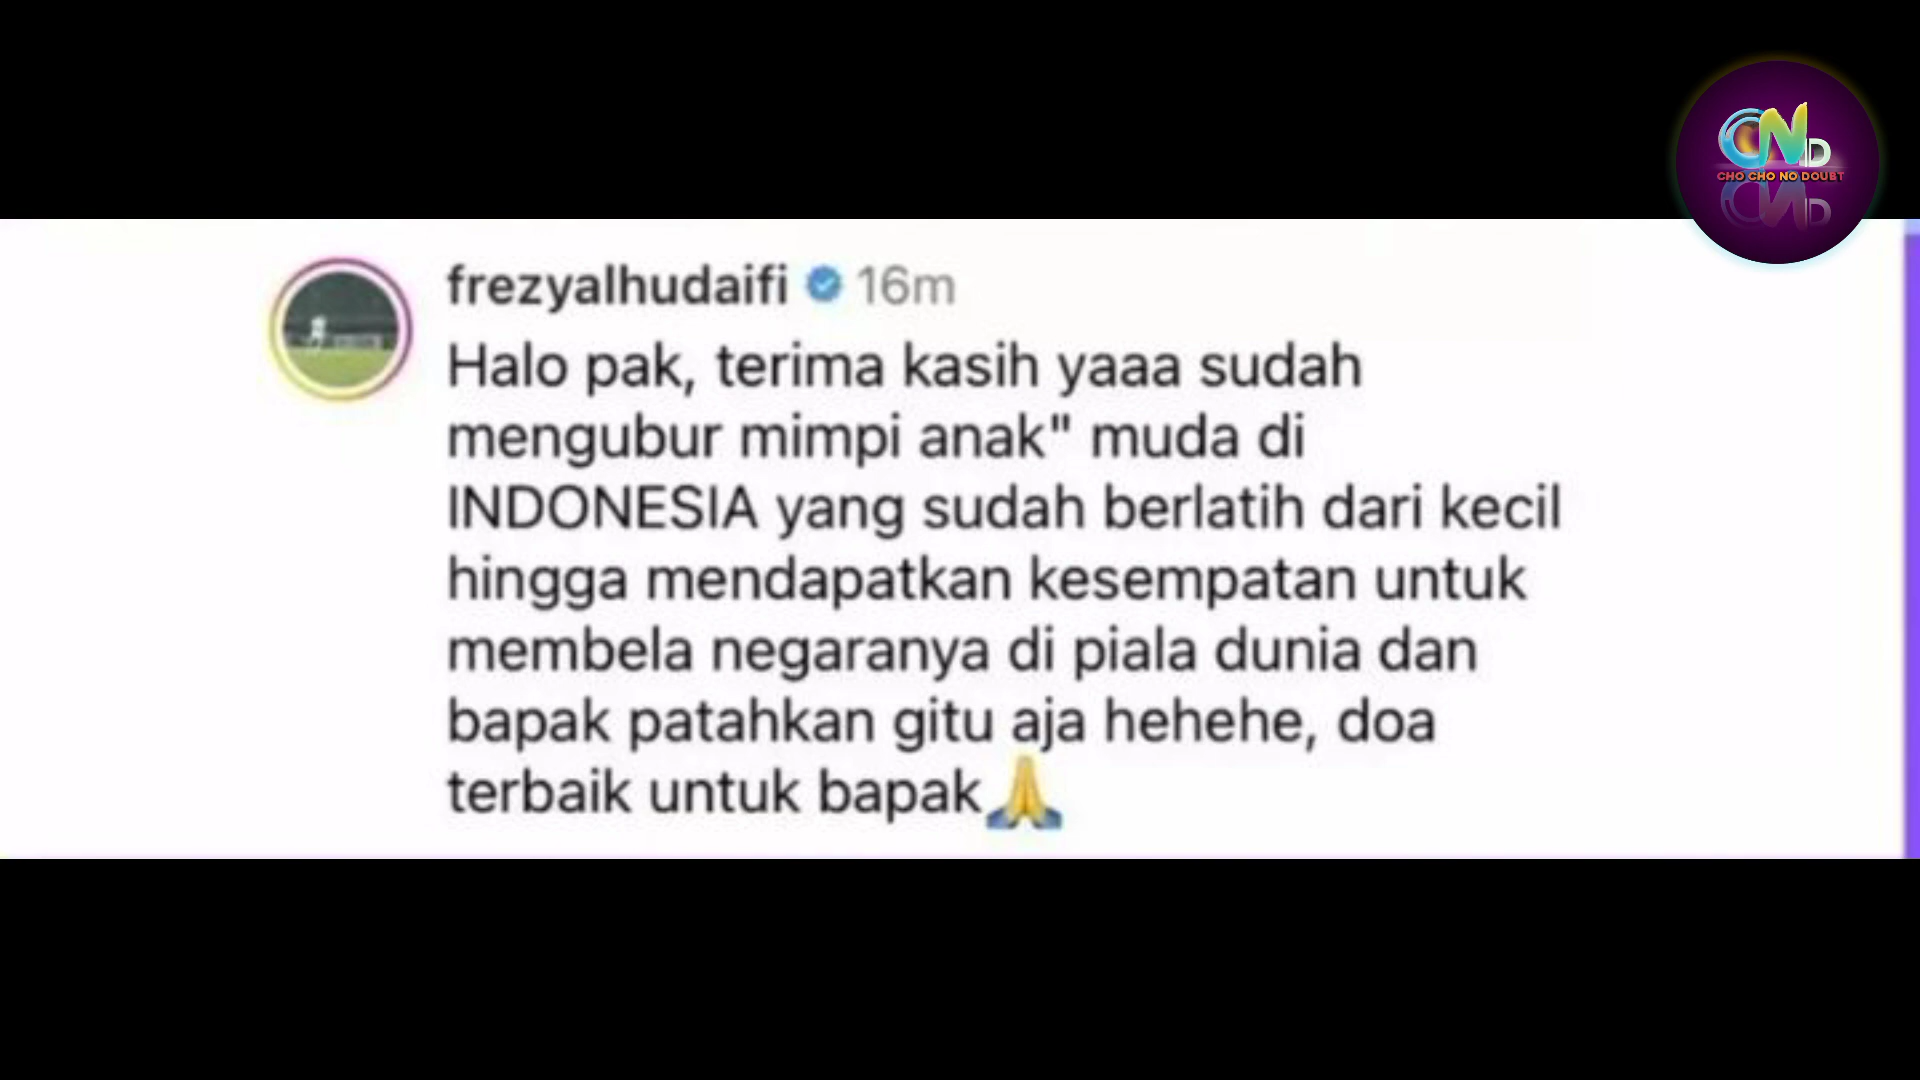 CND
CHO CHO NO DOUBT
frezyalhudaifi 16m
Halo pak, terima kasih yaaa sudah
mengubur mimpi anak" muda di
INDONESIA yang sudah berlatih dari kecil
hingga mendapatkan kesempatan untuk
membela negaranya di piala dunia dan
bapak patahkan gitu aja hehehe, doa
terbaik untuk bapak🙏